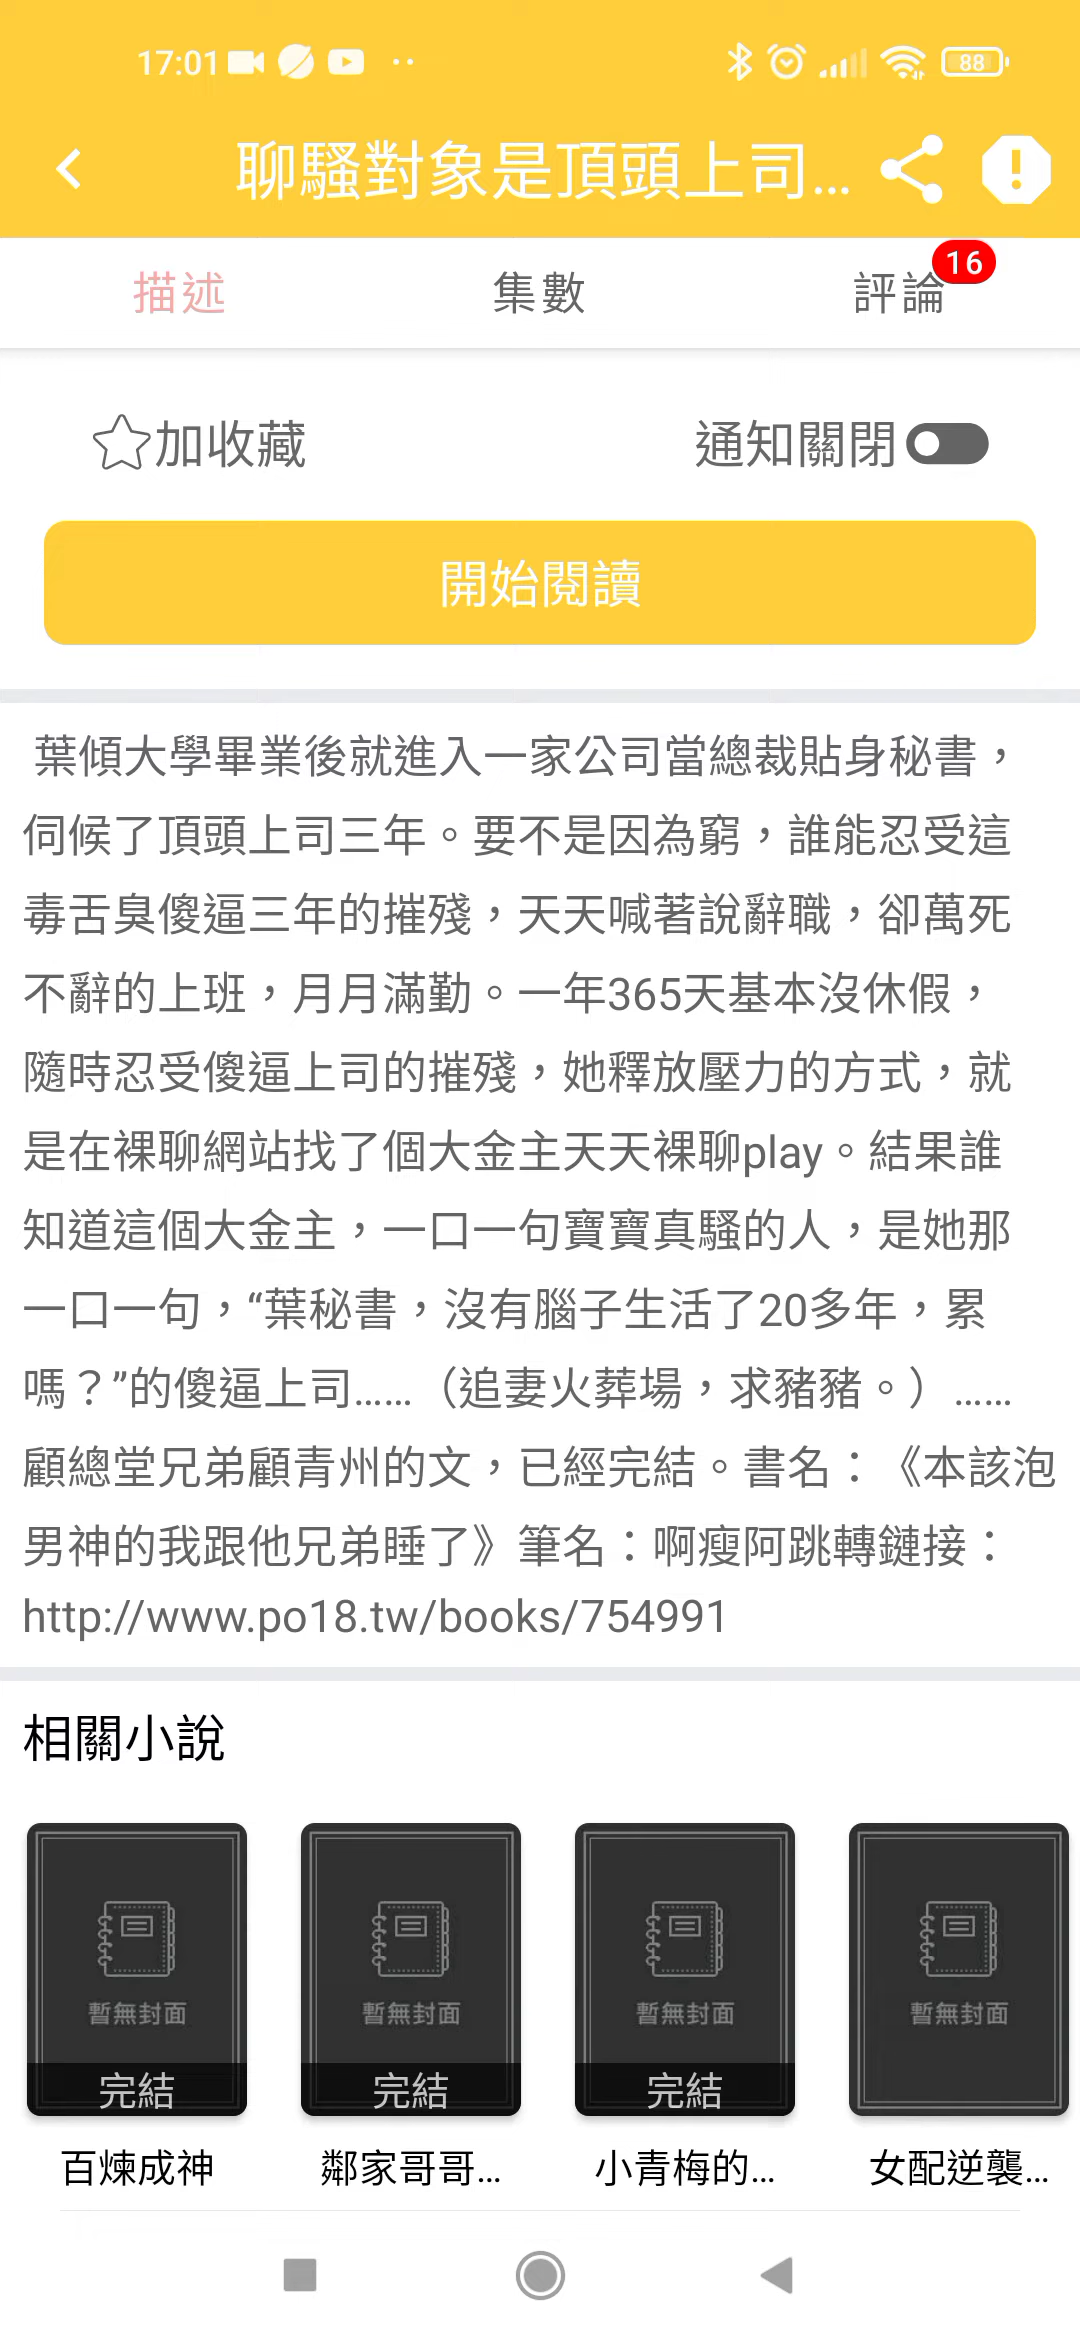 17:01
88
聊騷對象是頂頭上司...
描述
集數
評論
16
加收藏
通知關閉
開始閱讀
葉傾大學畢業後就進入一家公司當總裁貼身秘書，
伺候了頂頭上司三年。要不是因為窮，誰能忍受這
毒舌臭傻逼三年的摧殘，天天喊著說辭職，卻萬死
不辭的上班，月月滿勤。一年365天基本沒休假，
隨時忍受傻逼上司的摧殘，她釋放壓力的方式，就
是在裸聊網站找了個大金主天天裸聊play。結果誰
知道這個大金主，一口一句寶寶真騷的人，是她那
一口一句，“葉秘書，沒有腦子生活了20多年，累
嗎？”的傻逼上司……（追妻火葬場，求豬豬。）……
顧總堂兄弟顧青州的文，已經完結。書名：《本該泡
男神的我跟他兄弟睡了》筆名：啊瘦阿跳轉鏈接：
http://www.po18.tw/books/754991
相關小說
暫無封面
暫無封面
暫無封面
暫無封面
完結
完結
完結
百煉成神
鄰家哥哥...
小青梅的...
女配逆襲...